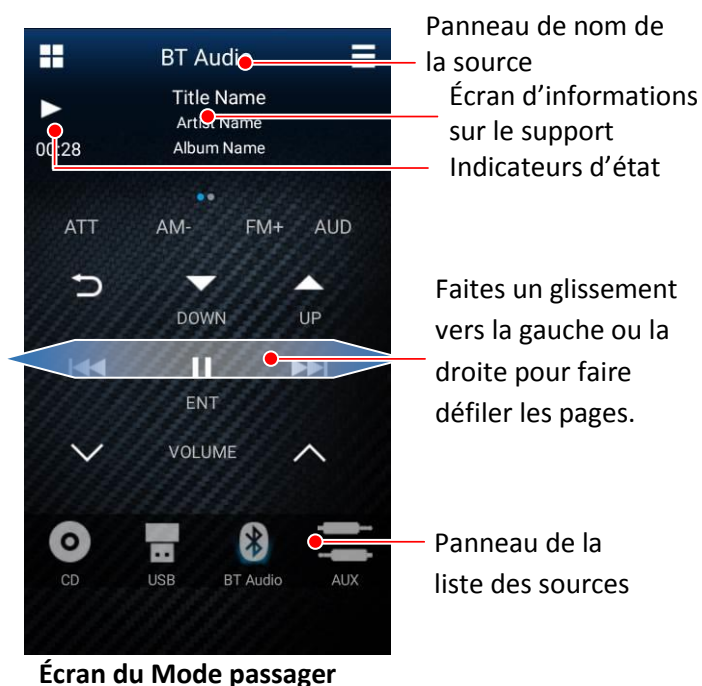 Panneau de nom de
la source
BT Audio
Écran d’informations
sur le support
Title Name
Artist Name
00:28
Album Name
Indicateurs d’état
ATT AM- FM+ AUD
DOWN UP
Faites un glissement
vers la gauche ou la
droite pour faire
défiler les pages.
ENT
VOLUME
Panneau de la
liste des sources
CD USB BT Audio AUX
Écran du Mode passager